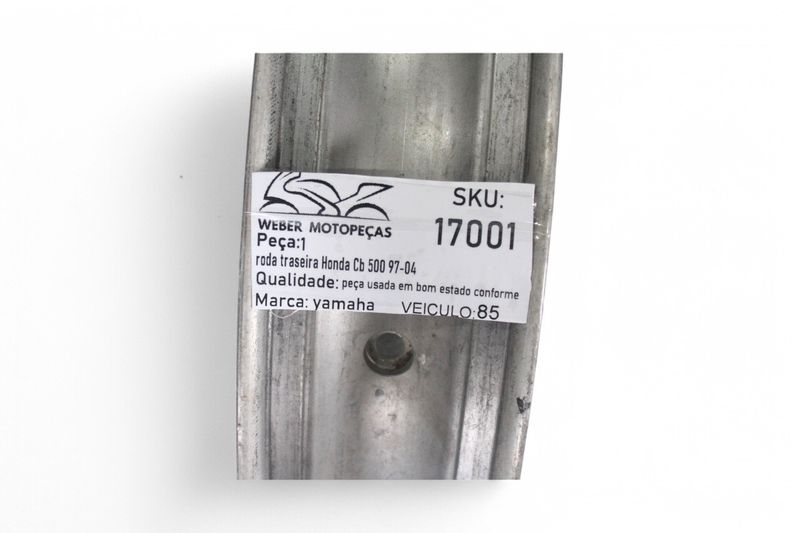 SKU:
WEBER MOTOPEÇAS
17001
Peça:1
roda traseira Honda Cb 500 97-04
Qualidade: peça usada em bom estado conforme
Marca: yamaha VEICULO:85